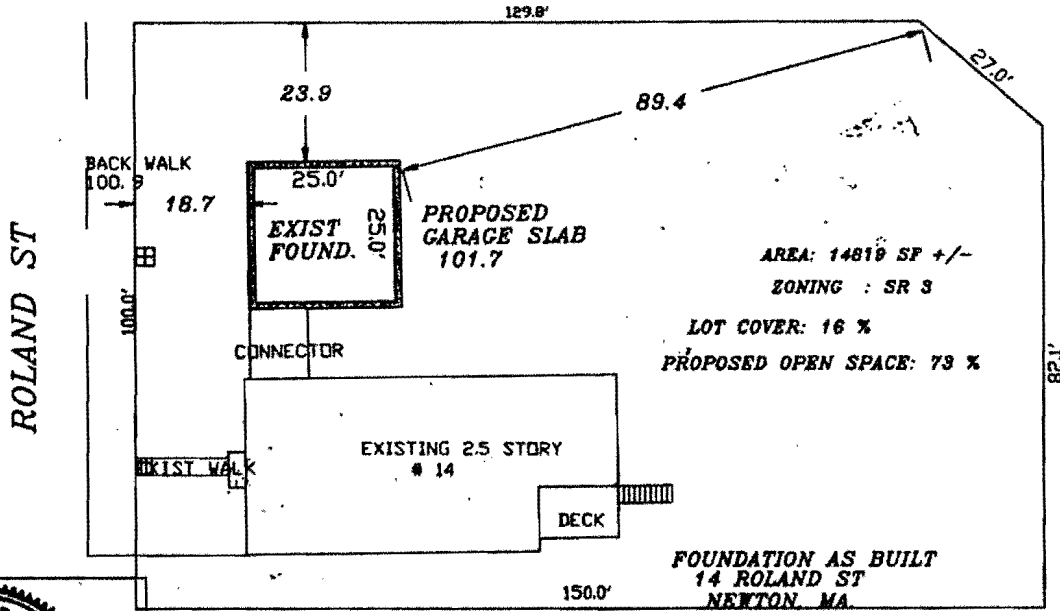 129.8'
27.0'
23.9
89.4
BACK WALK
100. 9
25.0'
18.7
EXIST
FOUND.
25.0'
PROPOSED
GARAGE SLAB
101.7
ROLAND ST
AREA: 14819 SF +/-
ZONING : SR 3
100.0'
LOT COVER: 16 %
CONNECTOR
PROPOSED OPEN SPACE: 73 %
82.1'
EXISTING 2.5 STORY
# 14
EXIST WALK
DECK
FOUNDATION AS BUILT
14 ROLAND ST
NEWTON, MA.
150.0'